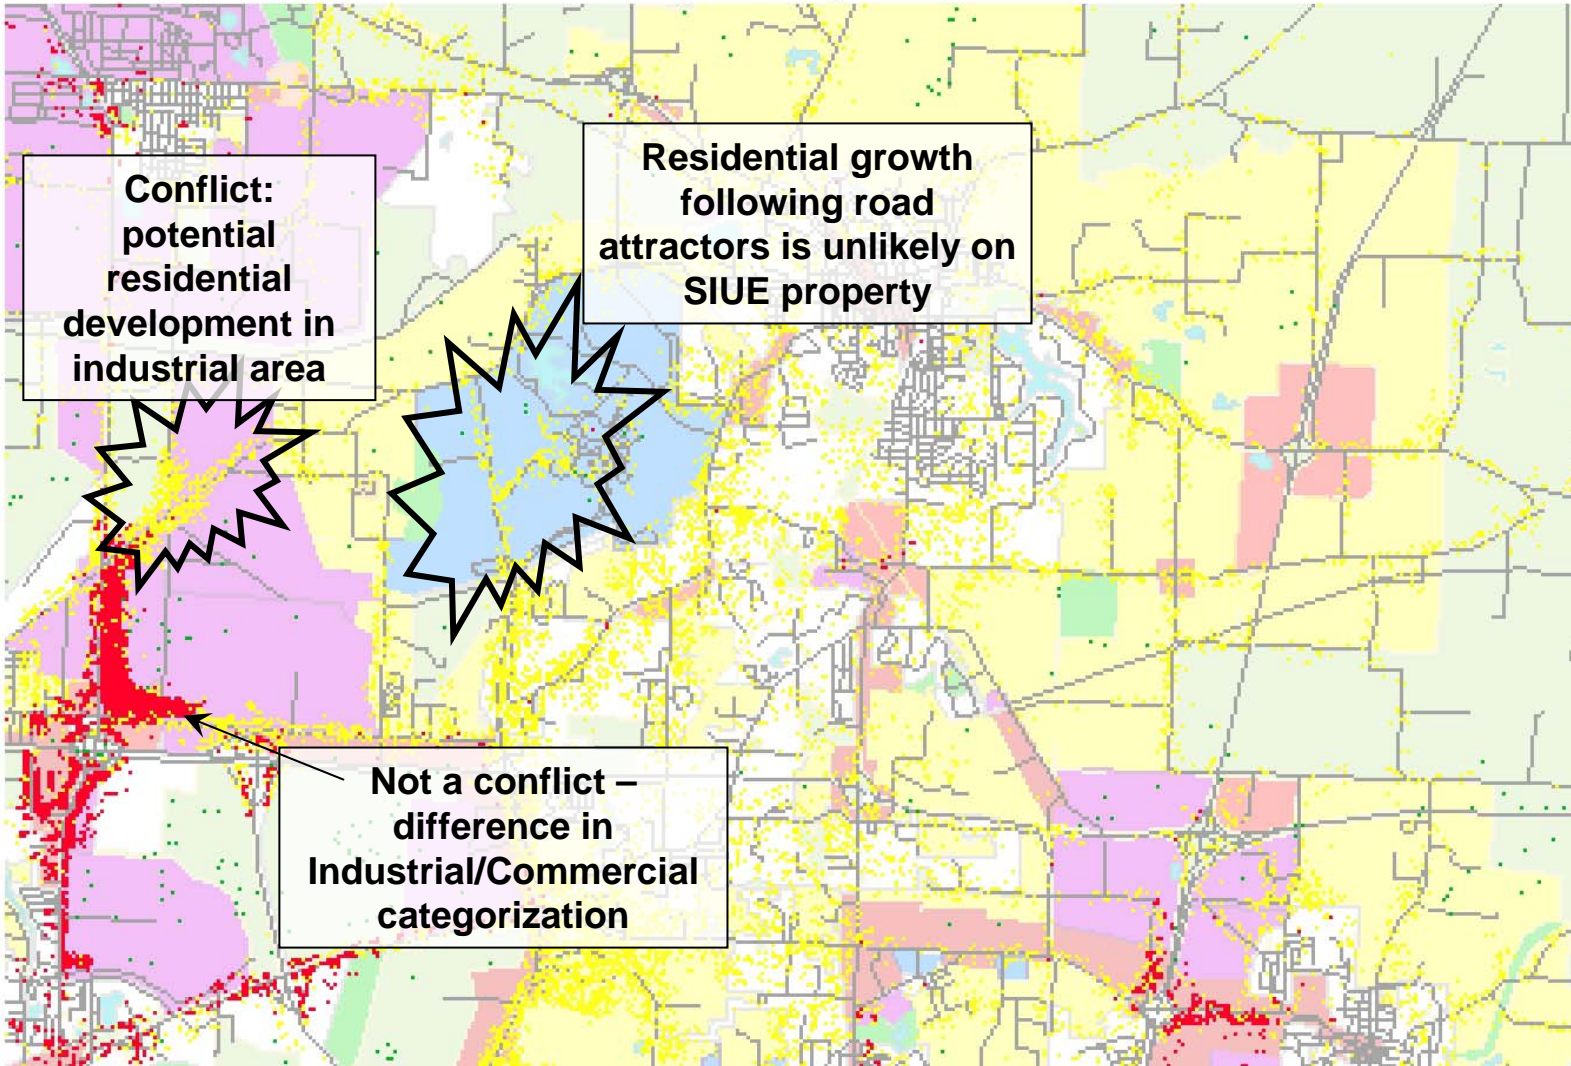 Conflict:
potential
residential
development in
industrial area
Residential growth
following road
attractors is unlikely on
SIUE property
Not a conflict –
difference in
Industrial/Commercial
categorization